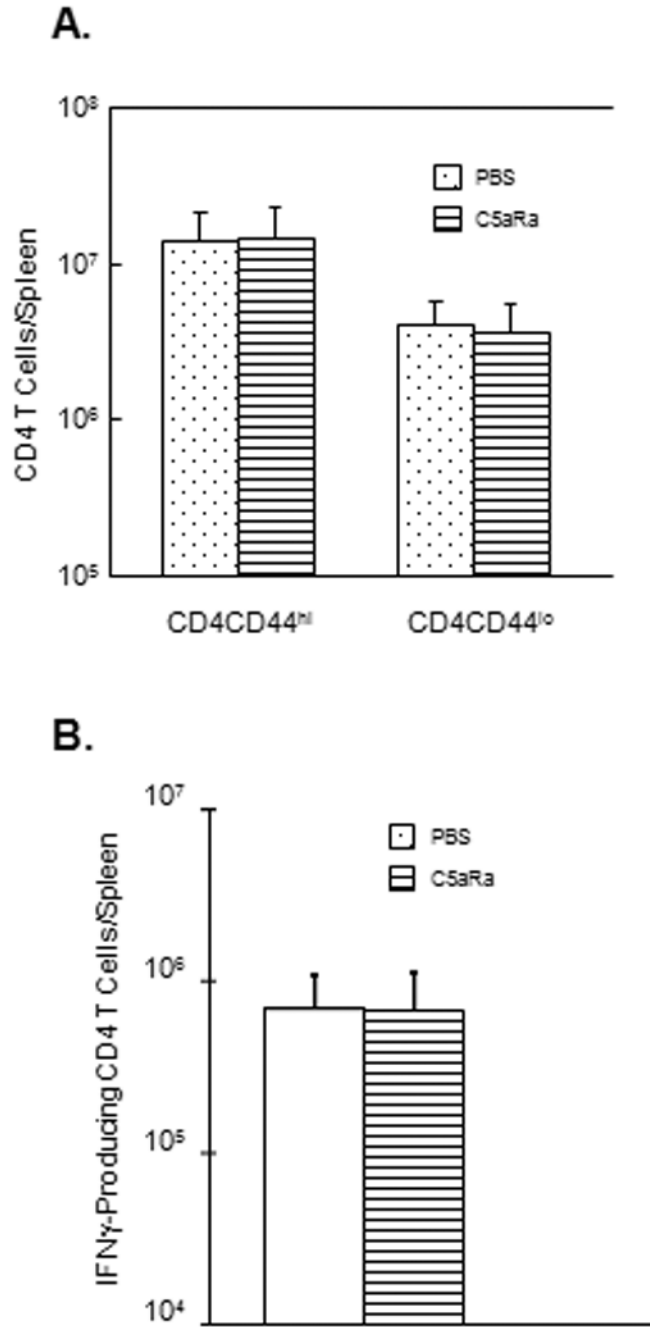 A.
CD4 T Cells/Spleen
10⁸
10⁷
10⁶
10⁵
PBS
C5aRa
CD4CD44ʰⁱ
CD4CD44ˡᵒ
B.
IFNγ-Producing CD4 T Cells/Spleen
10⁷
10⁶
10⁵
10⁴
PBS
C5aRa